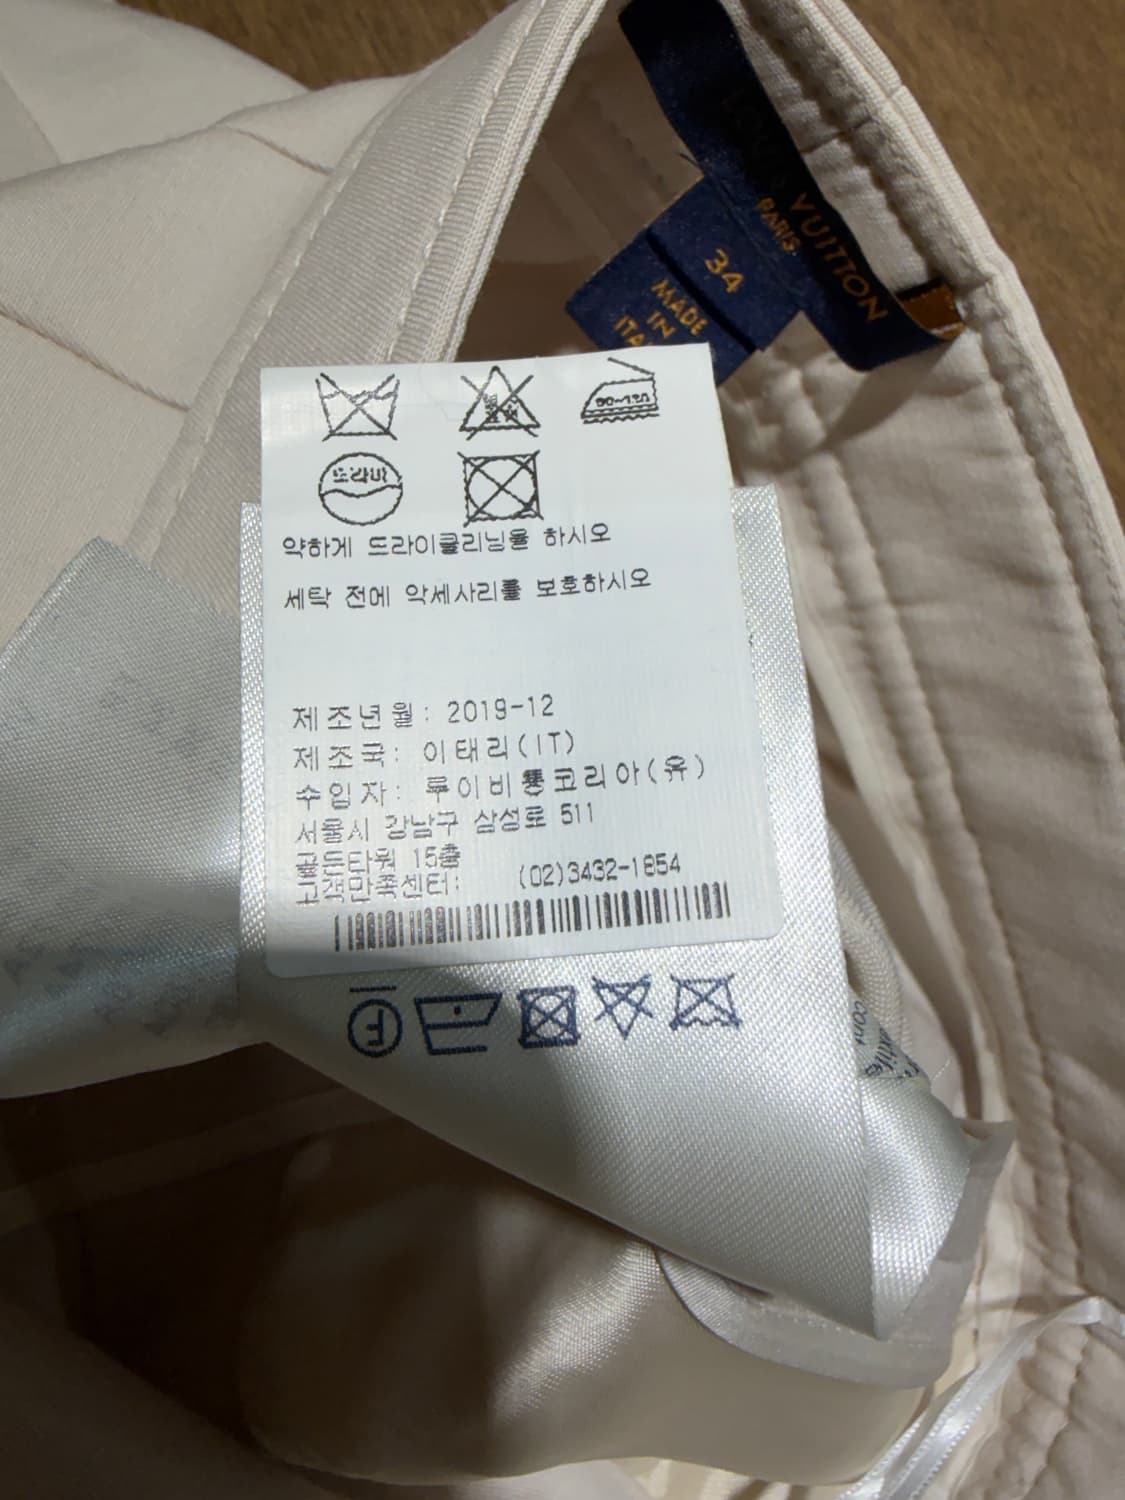 LOUIS VUITTON
PARIS
34
MADE
IN
80~120
드라이
약하게 드라이클리닝을 하시오
세탁 전에 악세사리를 보호하시오
제조년월: 2019-12
제조국: 이태리(IT)
수입자: 루이비통코리아(유)
서울시 강남구 삼성로 511
골든타워 15층
고객만족센터: (02)3432-1854
F